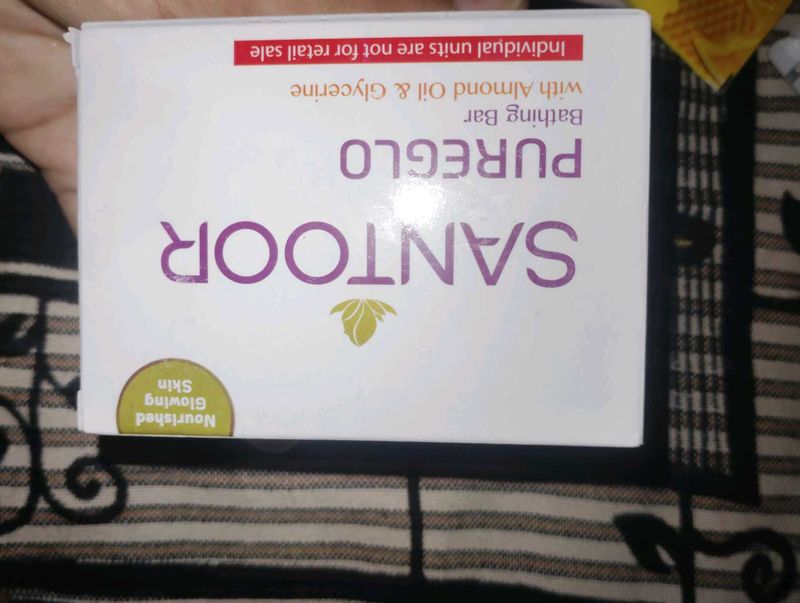 Nourished
Glowing
Skin
SANTOOR
PUREGLO
Bathing Bar
with Almond Oil & Glycerine
Individual units are not for retail sale